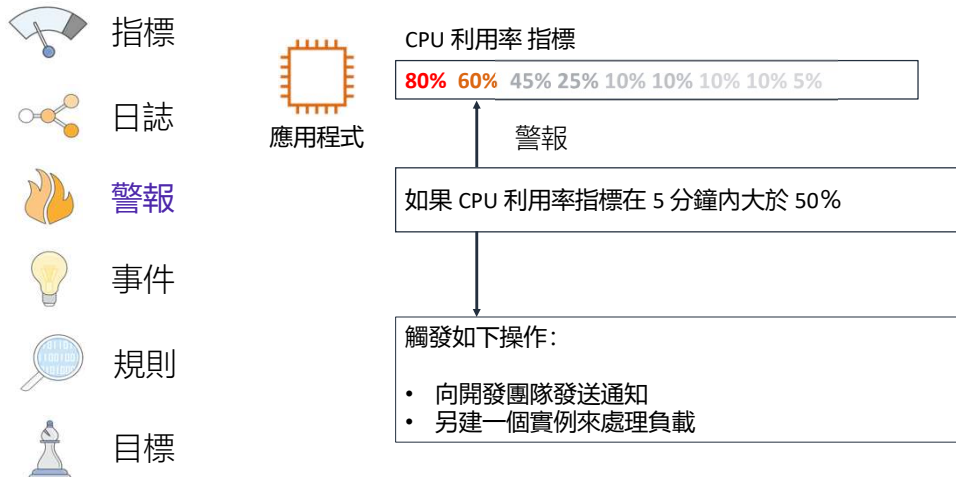 指標
日誌
警報
事件
規則
目標
應用程式
CPU 利用率 指標
80% 60% 45% 25% 10% 10% 10% 10% 5%
警報
如果 CPU 利用率指標在 5 分鐘內大於 50%
觸發如下操作：
• 向開發團隊發送通知
• 另建一個實例來處理負載